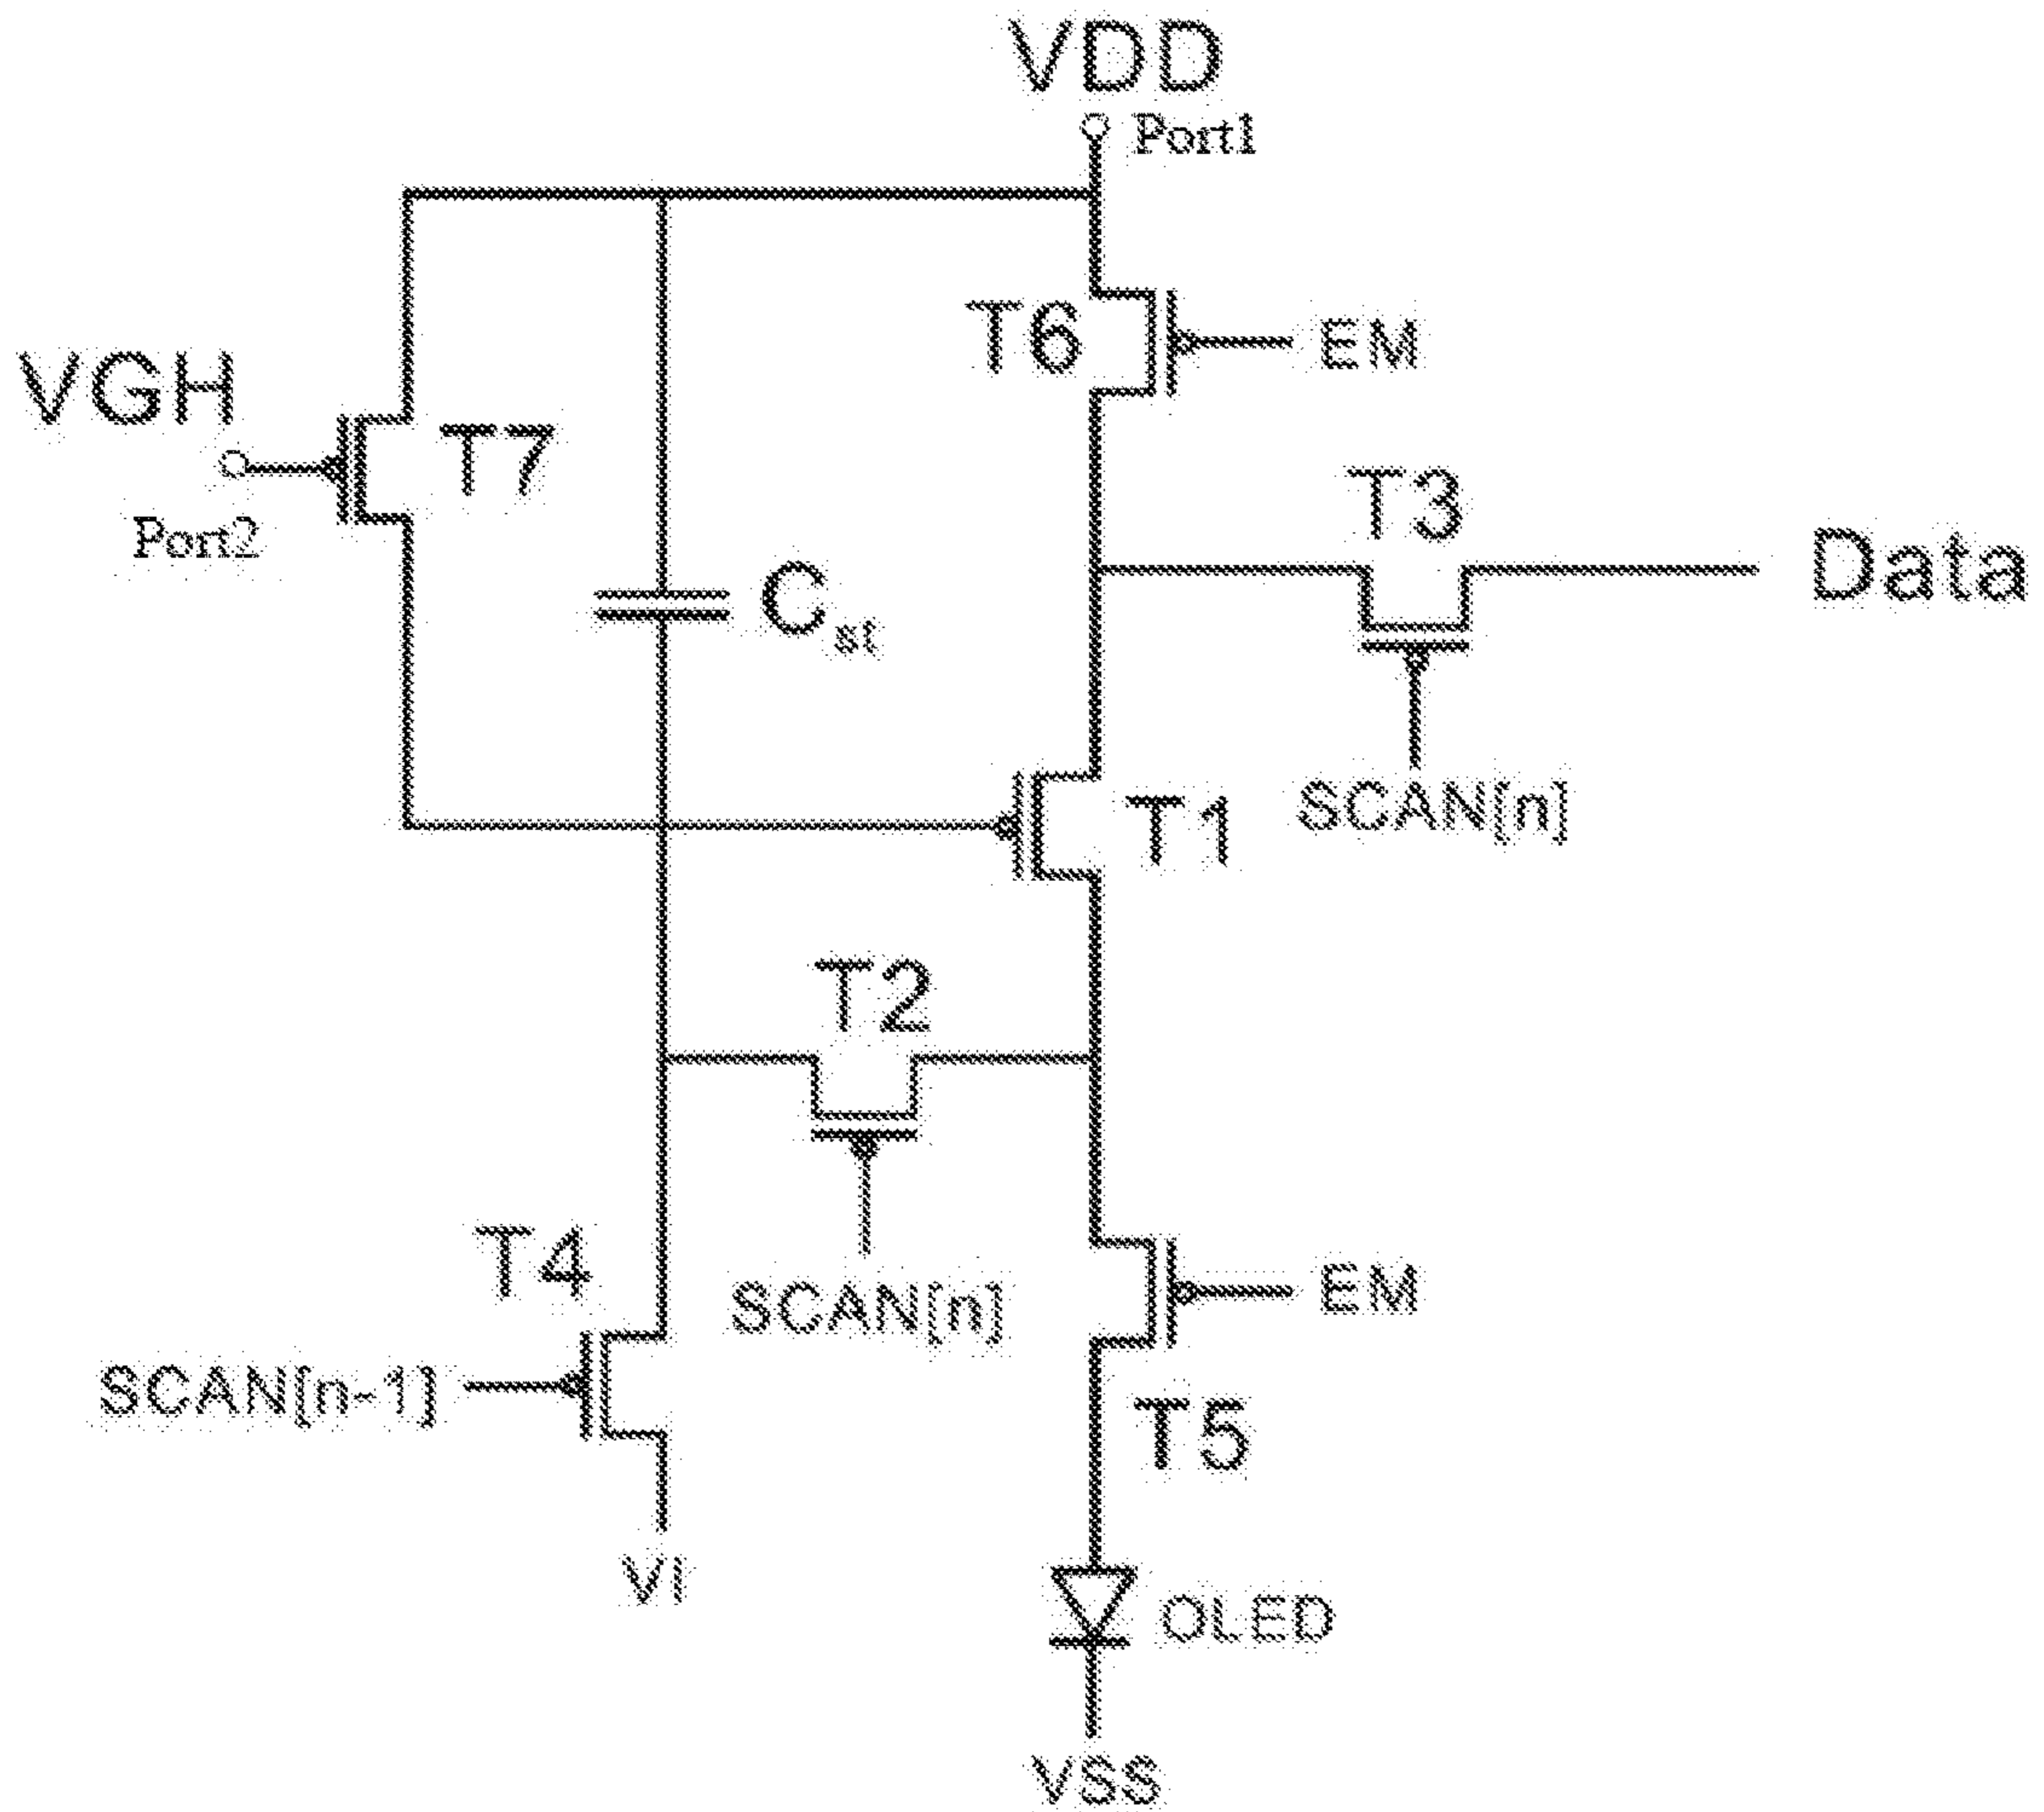 VDD
Port1
T6
EM
VGH
T7
Port2
T3
Data
Cst
SCAN[n]
T1
T2
T4
SCAN[n]
EM
SCAN[n-1]
T5
VI
OLED
VSS